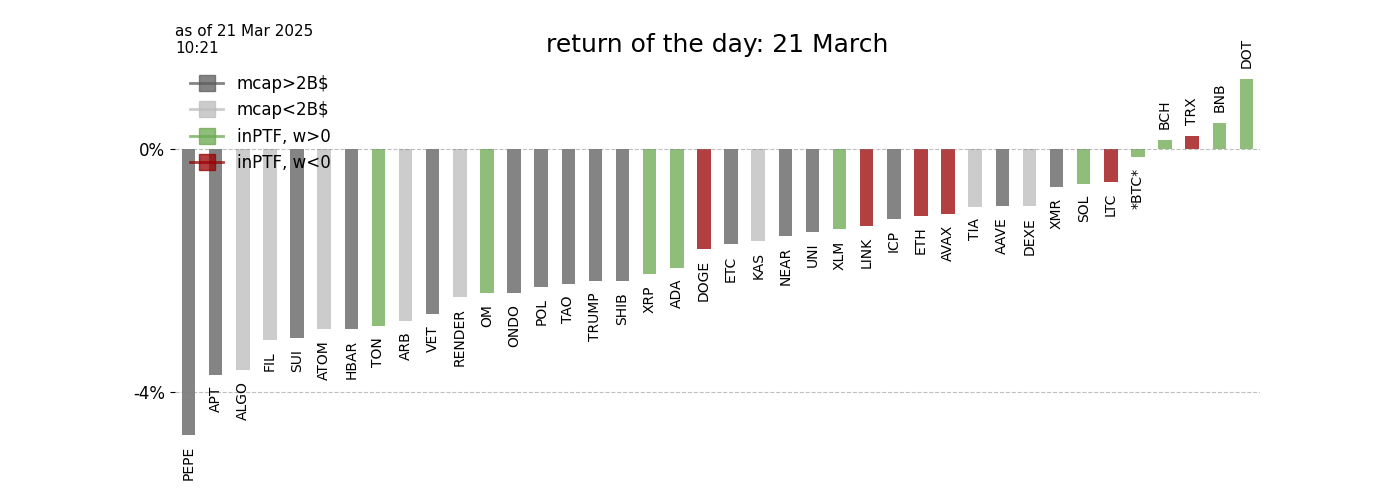 as of 21 Mar 2025
10:21
return of the day: 21 March
mcap>2B$
mcap<2B$
inPTF, w>0
inPTF, w<0
0%
-4%
PEPE
APT
ALGO
FIL
SUI
ATOM
HBAR
TON
ARB
VET
RENDER
OM
ONDO
POL
TAO
TRUMP
SHIB
XRP
ADA
DOGE
ETC
KAS
NEAR
UNI
XLM
LINK
ICP
ETH
AVAX
TIA
AAVE
DEXE
XMR
SOL
LTC
*BTC*
BCH
TRX
BNB
DOT